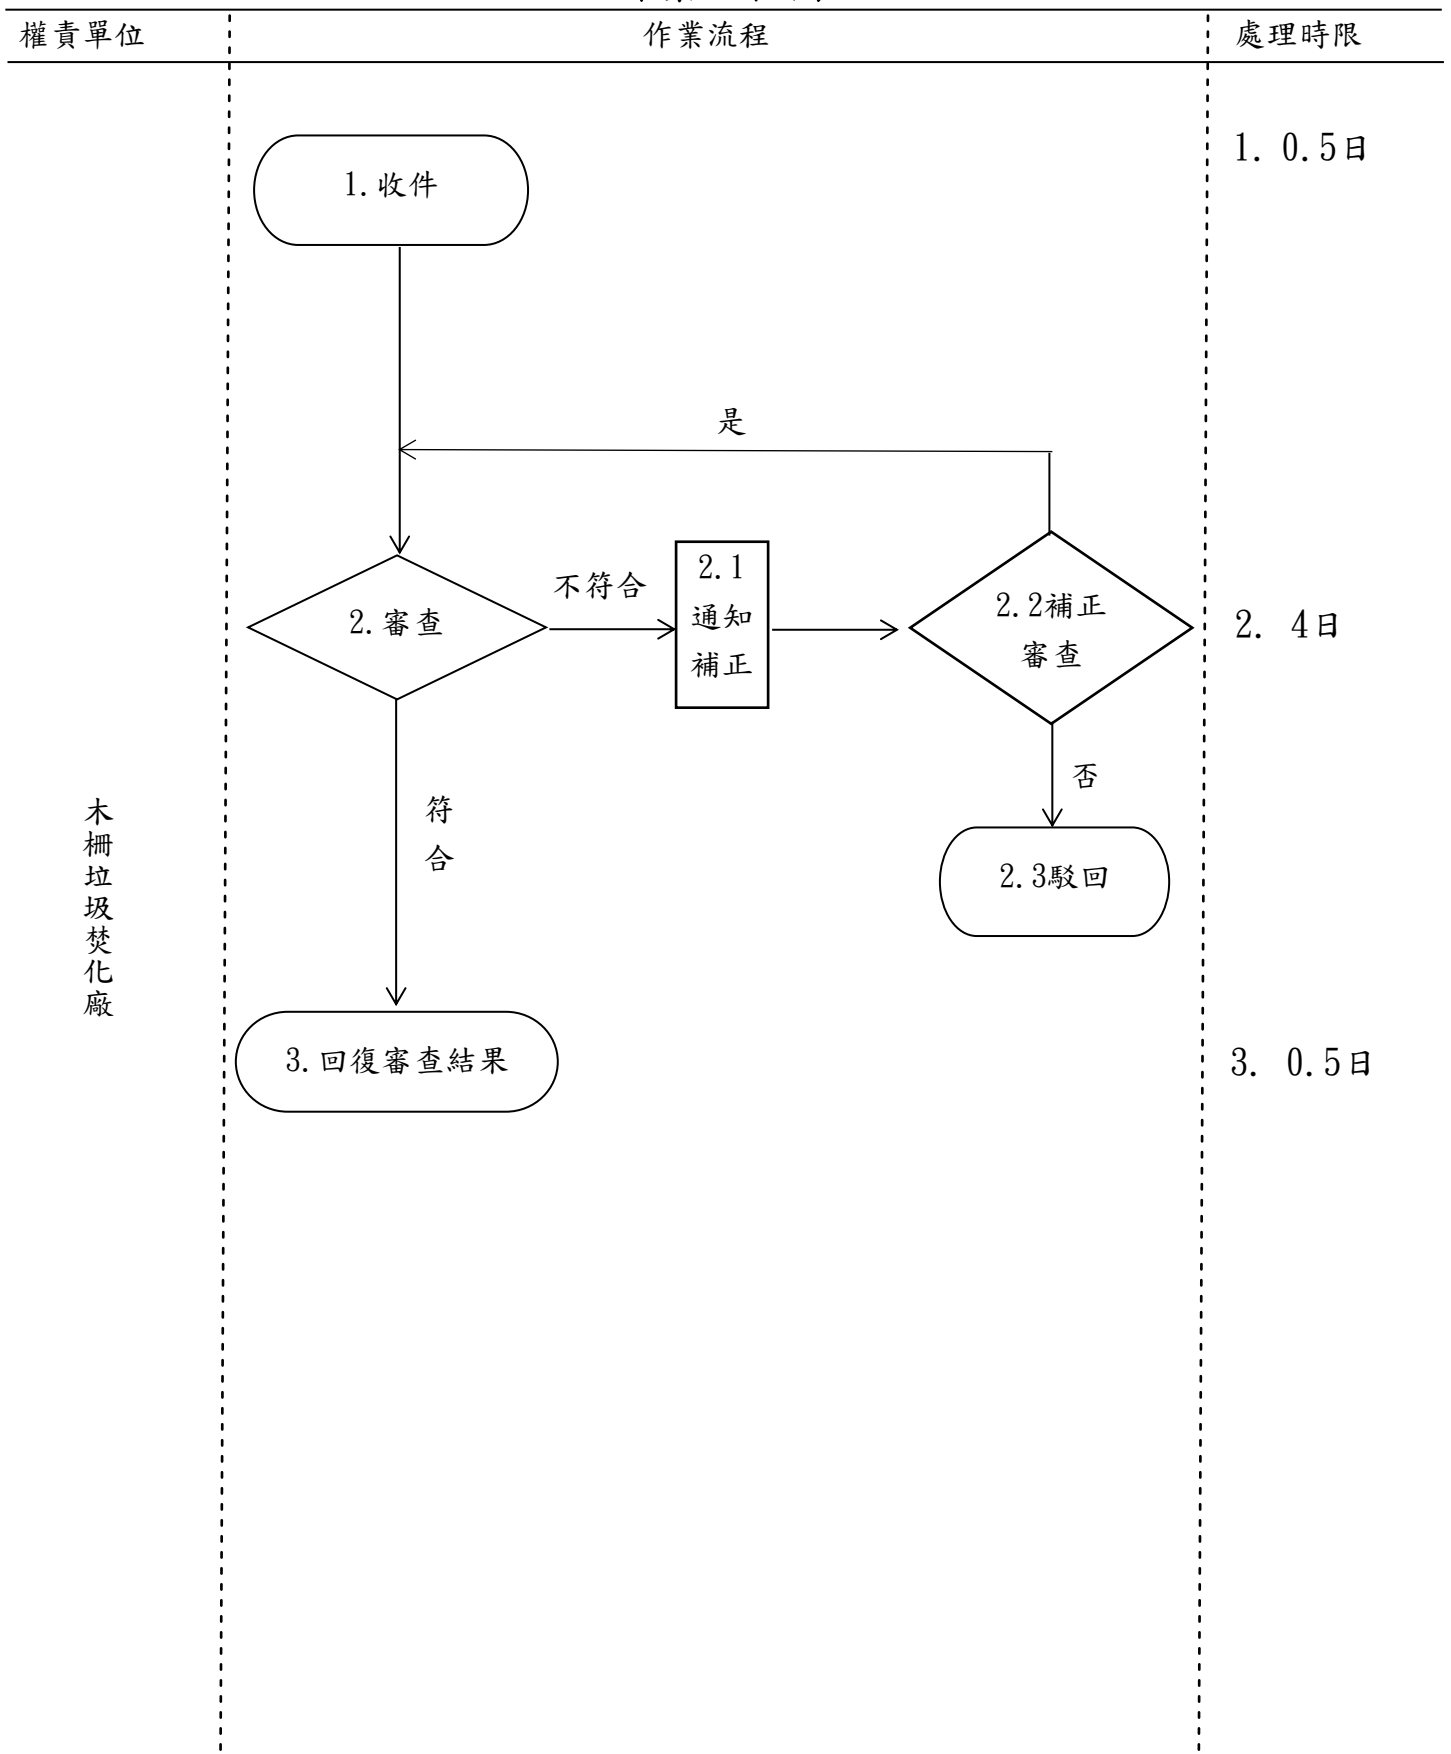 權責單位
作業流程
處理時限
1.收件
1. 0.5日
是
2.審查
不符合
2.1
通知
補正
2.2補正
審查
2. 4日
否
符
合
2.3駁回
木柵垃圾焚化廠
3.回復審查結果
3. 0.5日